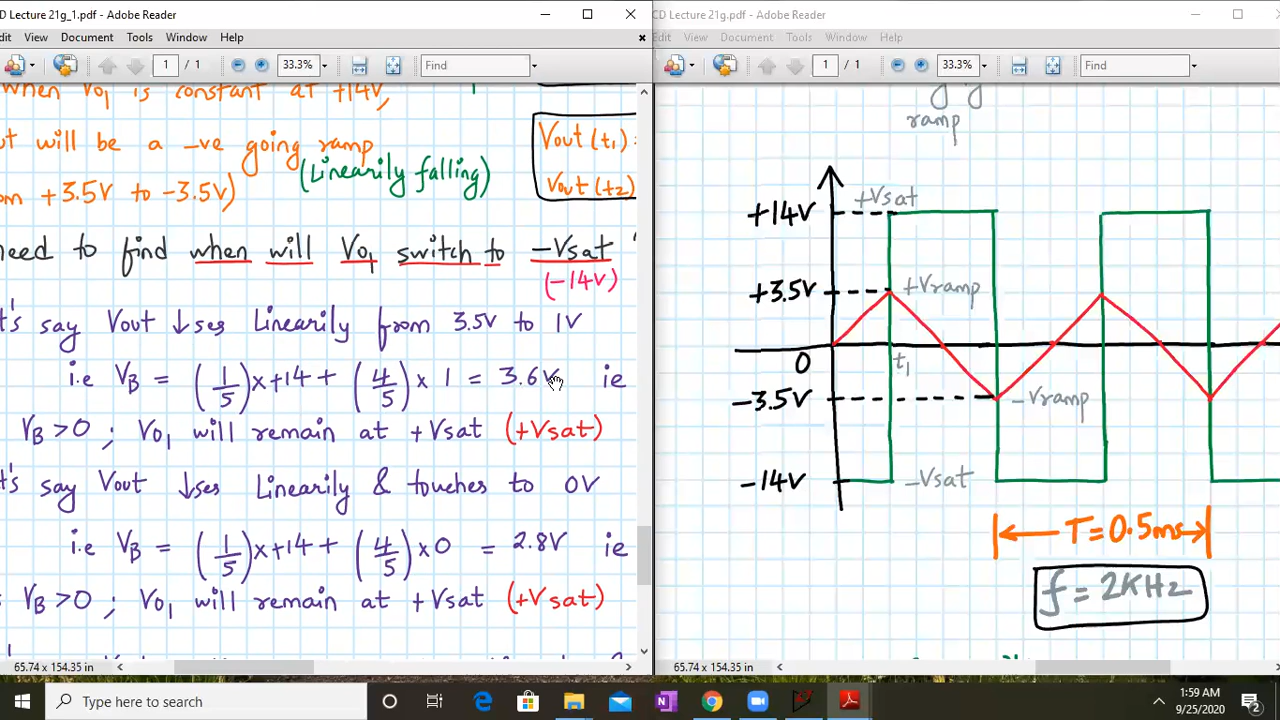 CD Lecture 21g_1.pdf - Adobe Reader
dit View Document Tools Window Help
1 / 1 33.3% Find
when Vo1 is constant at +14V,
out will be a -ve going ramp
(Linearily falling)
om +3.5V to -3.5V)
Vout (t1) =
Vout (t2)
need to find when will Vo1 switch to -Vsat
(-14V)
t's say Vout ↓ses Linearily from 3.5V to 1V
i.e VB = (1/5)x+14 + (4/5)x 1 = 3.6V ie
VB>0 ; Vo1 will remain at +Vsat (+Vsat)
t's say Vout ↓ses Linearily & touches to 0V
i.e VB = (1/5)x+14 + (4/5)x0 = 2.8V ie
VB>0 ; Vo1 will remain at +Vsat (+Vsat)
65.74 x 154.35 in
CD Lecture 21g.pdf - Adobe Reader
Edit View Document Tools Window Help
1 / 1 33.3% Find
ramp
+Vsat
+14V
+3.5V
+Vramp
0
t1
-3.5V
-Vramp
-14V
-Vsat
T=0.5ms
f = 2KHz
65.74 x 154.35 in
Type here to search
1:59 AM
9/25/2020
2